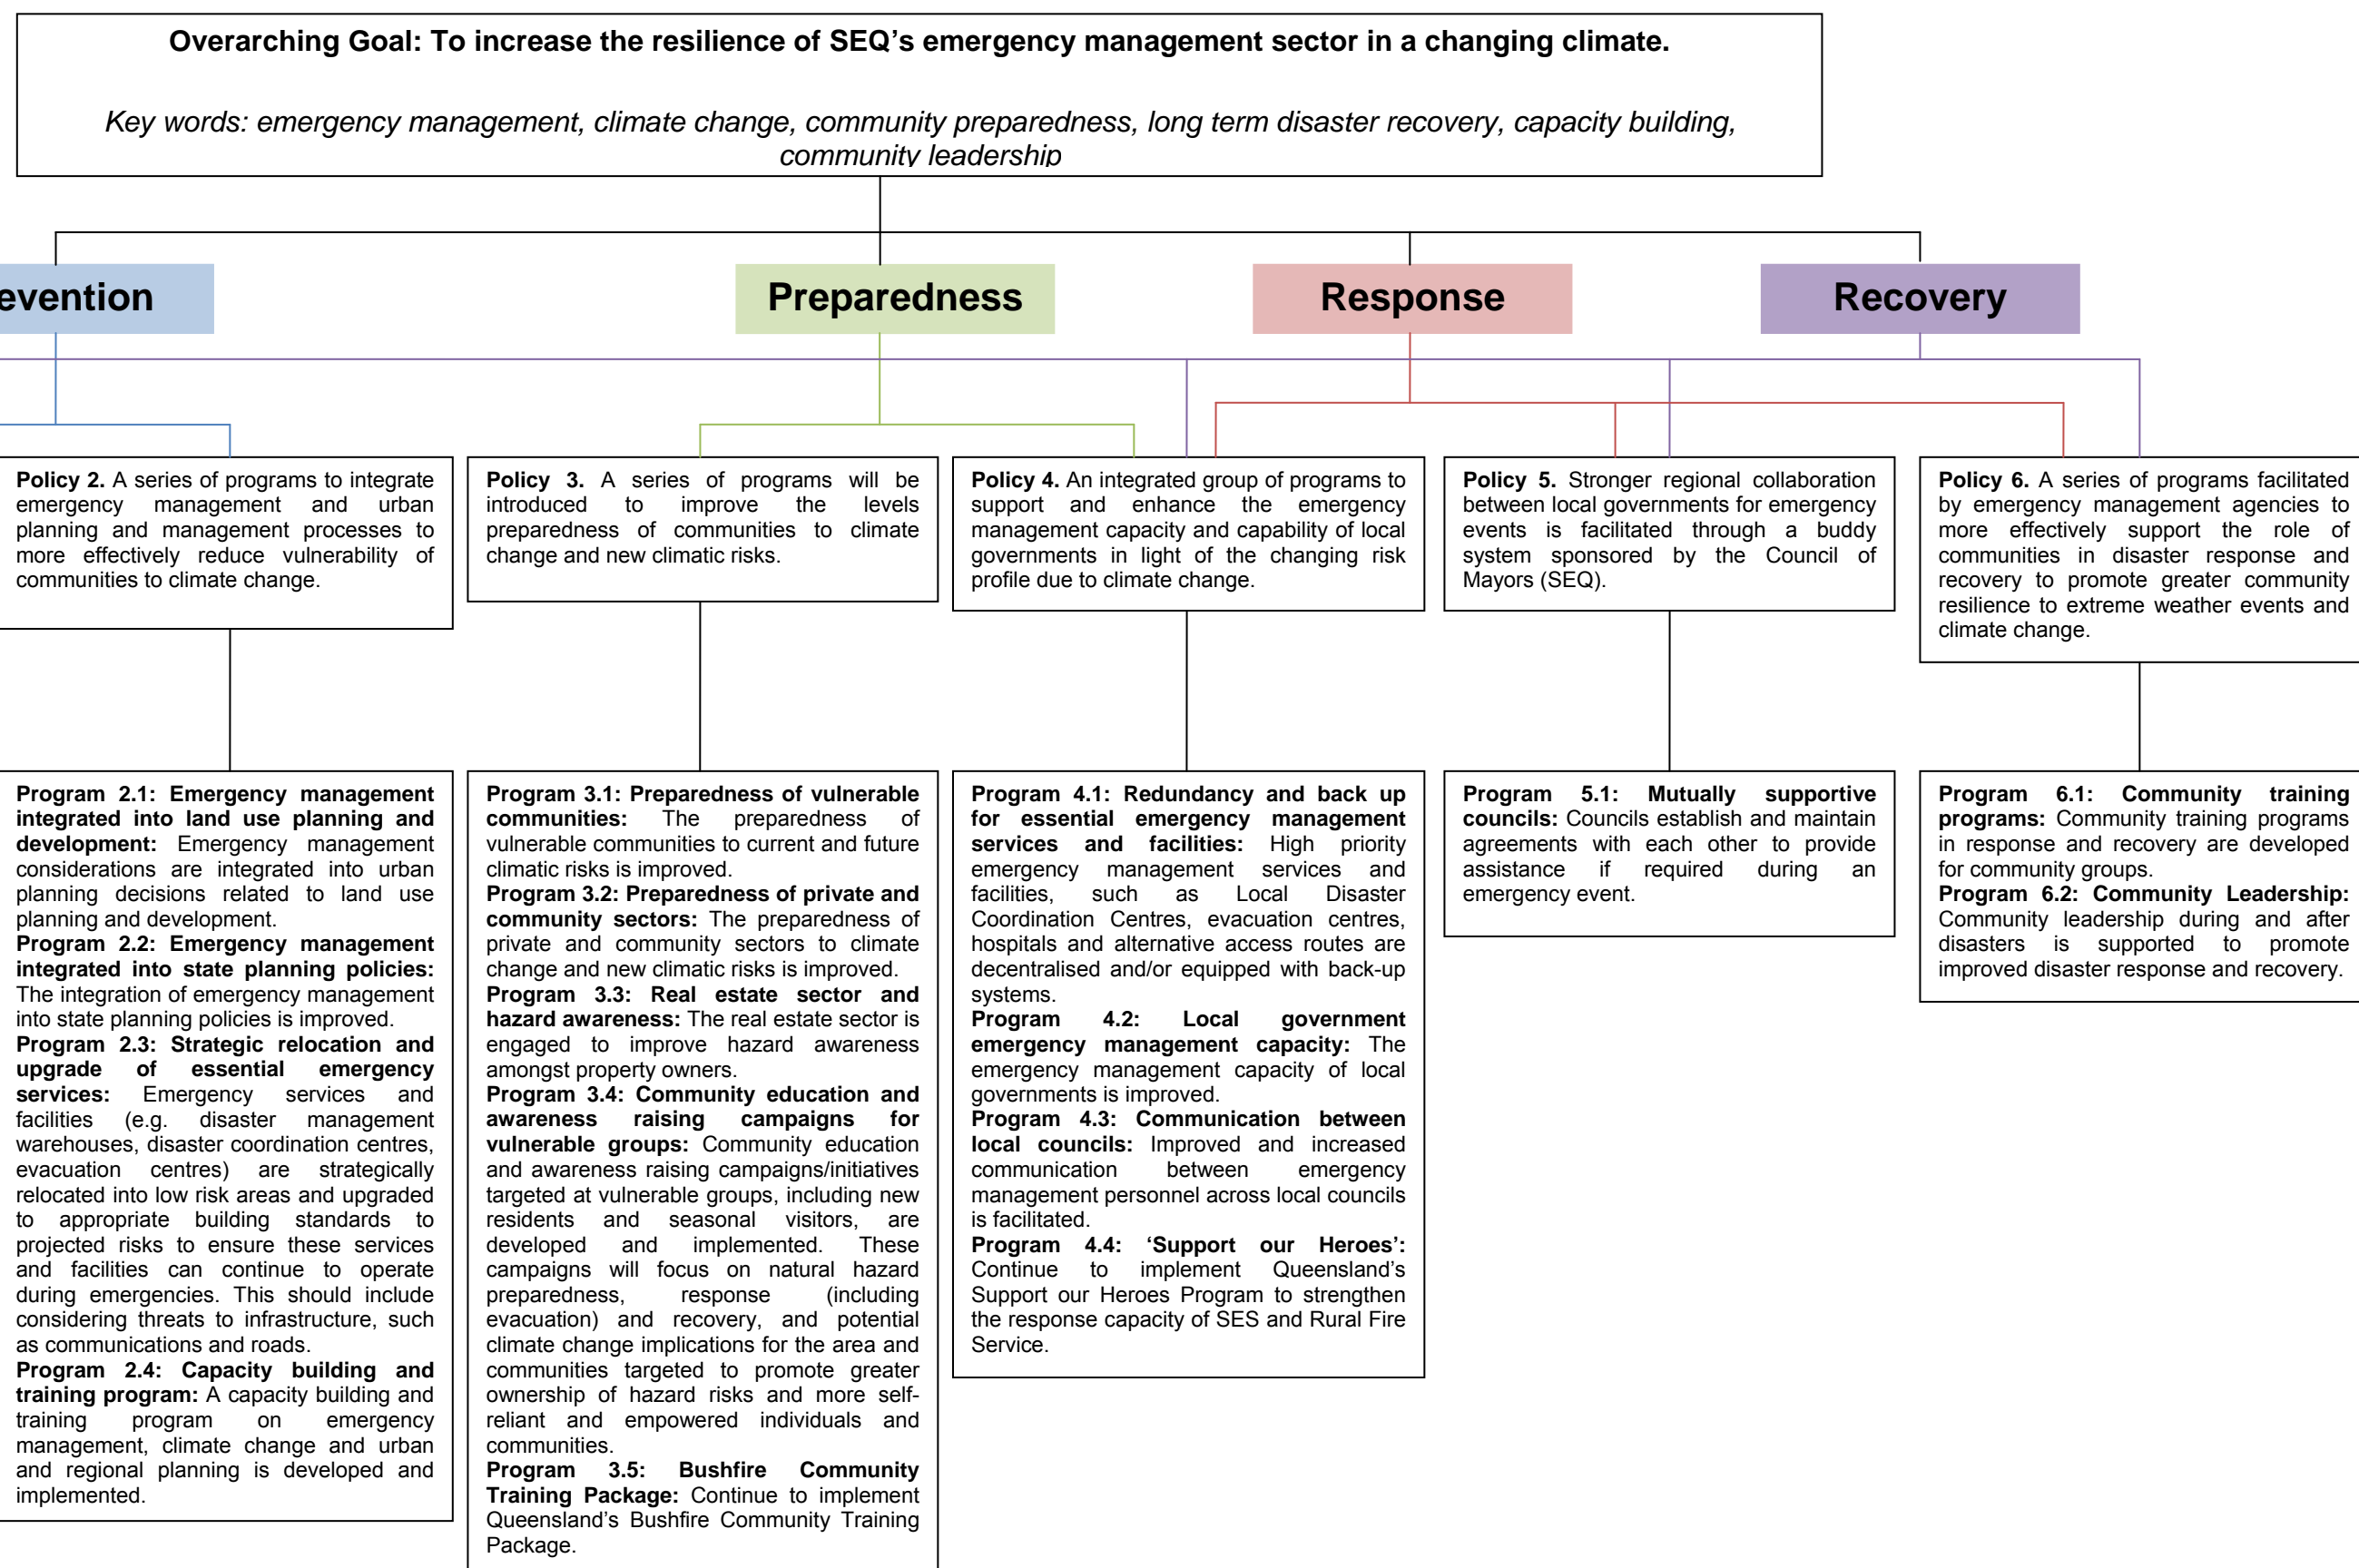 Overarching Goal: To increase the resilience of SEQ’s emergency management sector in a changing climate.
Key words: emergency management, climate change, community preparedness, long term disaster recovery, capacity building,
community leadership
evention
Preparedness
Response
Recovery
Policy 2. A series of programs to integrate
emergency management and urban
planning and management processes to
more effectively reduce vulnerability of
communities to climate change.
Policy 3. A series of programs will be
introduced to improve the levels
preparedness of communities to climate
change and new climatic risks.
Policy 4. An integrated group of programs to
support and enhance the emergency
management capacity and capability of local
governments in light of the changing risk
profile due to climate change.
Policy 5. Stronger regional collaboration
between local governments for emergency
events is facilitated through a buddy
system sponsored by the Council of
Mayors (SEQ).
Policy 6. A series of programs facilitated
by emergency management agencies to
more effectively support the role of
communities in disaster response and
recovery to promote greater community
resilience to extreme weather events and
climate change.
Program 2.1: Emergency management
integrated into land use planning and
development: Emergency management
considerations are integrated into urban
planning decisions related to land use
planning and development.
Program 2.2: Emergency management
integrated into state planning policies:
The integration of emergency management
into state planning policies is improved.
Program 2.3: Strategic relocation and
upgrade of essential emergency
services: Emergency services and
facilities (e.g. disaster management
warehouses, disaster coordination centres,
evacuation centres) are strategically
relocated into low risk areas and upgraded
to appropriate building standards to
projected risks to ensure these services
and facilities can continue to operate
during emergencies. This should include
considering threats to infrastructure, such
as communications and roads.
Program 2.4: Capacity building and
training program: A capacity building and
training program on emergency
management, climate change and urban
and regional planning is developed and
implemented.
Program 3.1: Preparedness of vulnerable
communities: The preparedness of
vulnerable communities to current and future
climatic risks is improved.
Program 3.2: Preparedness of private and
community sectors: The preparedness of
private and community sectors to climate
change and new climatic risks is improved.
Program 3.3: Real estate sector and
hazard awareness: The real estate sector is
engaged to improve hazard awareness
amongst property owners.
Program 3.4: Community education and
awareness raising campaigns for
vulnerable groups: Community education
and awareness raising campaigns/initiatives
targeted at vulnerable groups, including new
residents and seasonal visitors, are
developed and implemented. These
campaigns will focus on natural hazard
preparedness, response (including
evacuation) and recovery, and potential
climate change implications for the area and
communities targeted to promote greater
ownership of hazard risks and more self-
reliant and empowered individuals and
communities.
Program 3.5: Bushfire Community
Training Package: Continue to implement
Queensland’s Bushfire Community Training
Package.
Program 4.1: Redundancy and back up
for essential emergency management
services and facilities: High priority
emergency management services and
facilities, such as Local Disaster
Coordination Centres, evacuation centres,
hospitals and alternative access routes are
decentralised and/or equipped with back-up
systems.
Program 4.2: Local government
emergency management capacity: The
emergency management capacity of local
governments is improved.
Program 4.3: Communication between
local councils: Improved and increased
communication between emergency
management personnel across local councils
is facilitated.
Program 4.4: ‘Support our Heroes’:
Continue to implement Queensland’s
Support our Heroes Program to strengthen
the response capacity of SES and Rural Fire
Service.
Program 5.1: Mutually supportive
councils: Councils establish and maintain
agreements with each other to provide
assistance if required during an
emergency event.
Program 6.1: Community training
programs: Community training programs
in response and recovery are developed
for community groups.
Program 6.2: Community Leadership:
Community leadership during and after
disasters is supported to promote
improved disaster response and recovery.